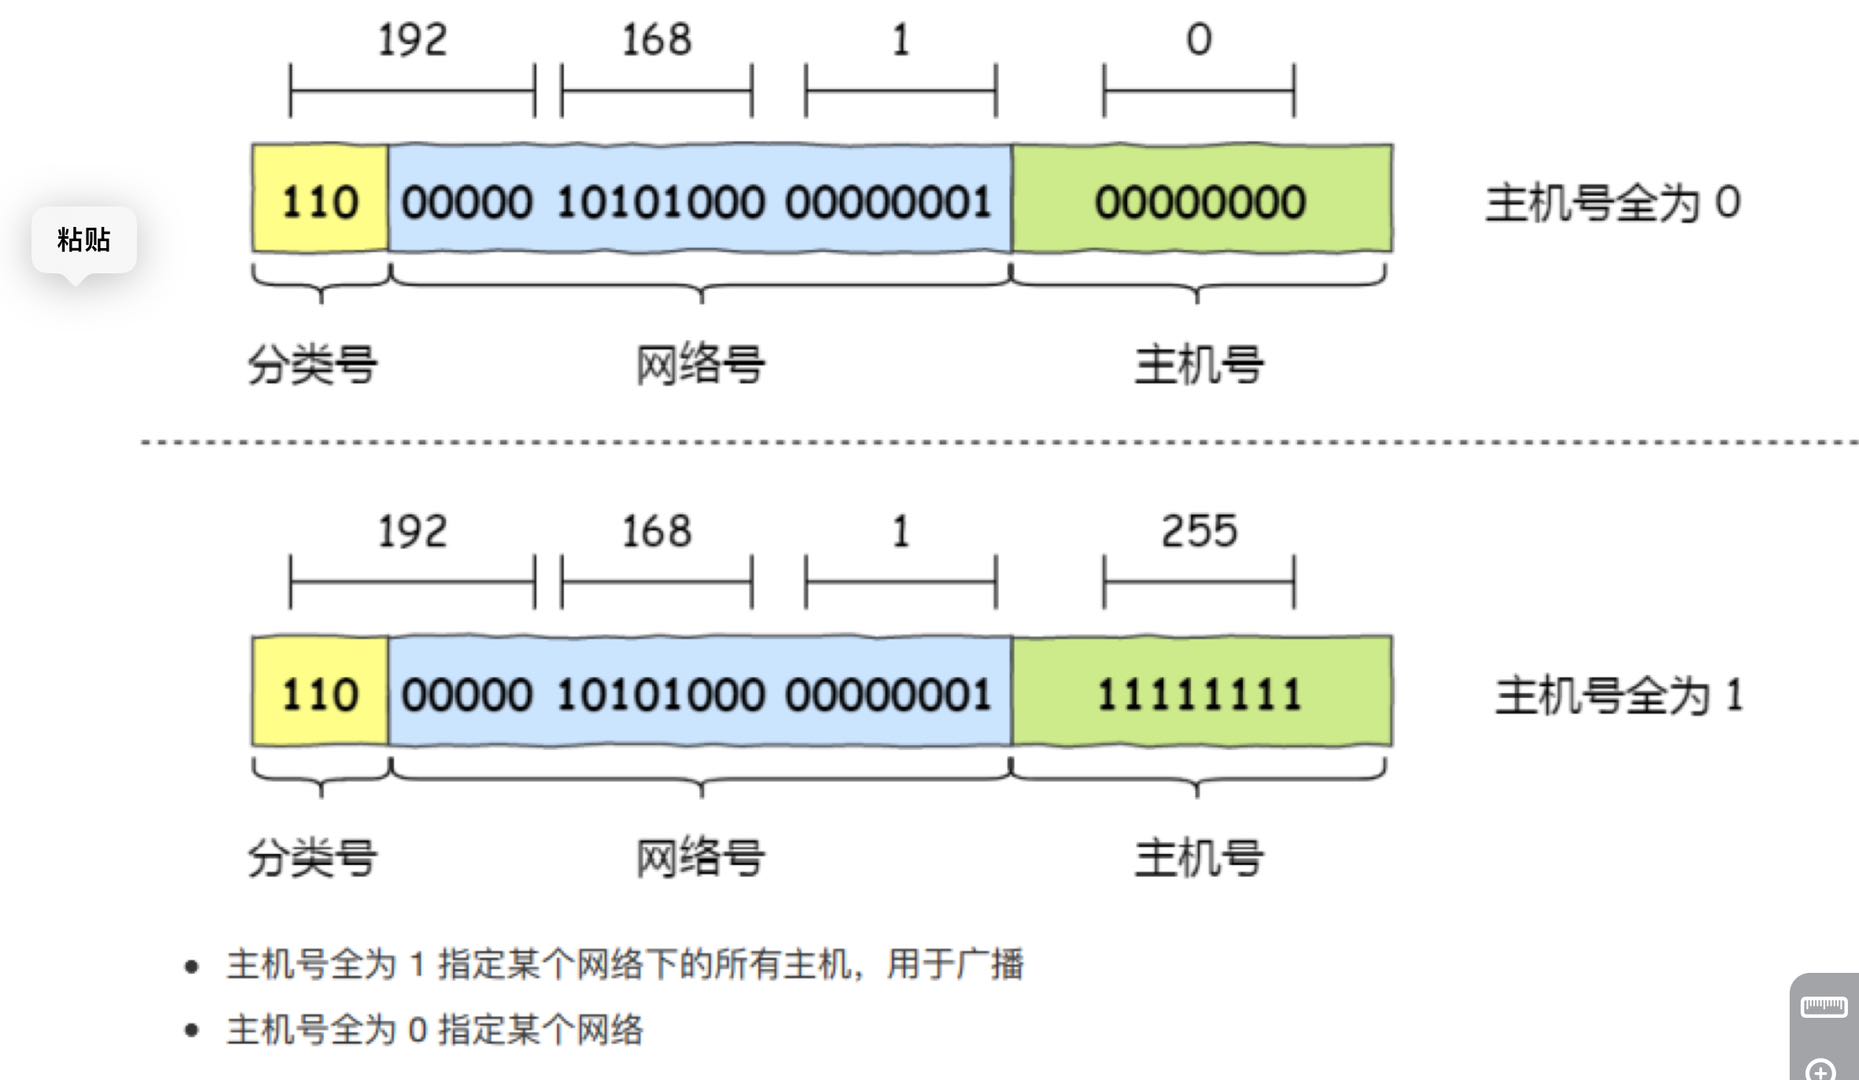 192 168 1 0
110 00000 10101000 00000001 00000000 主机号全为 0
粘贴
分类号 网络号 主机号
192 168 1 255
110 00000 10101000 00000001 11111111 主机号全为 1
分类号 网络号 主机号
主机号全为 1 指定某个网络下的所有主机，用于广播
主机号全为 0 指定某个网络